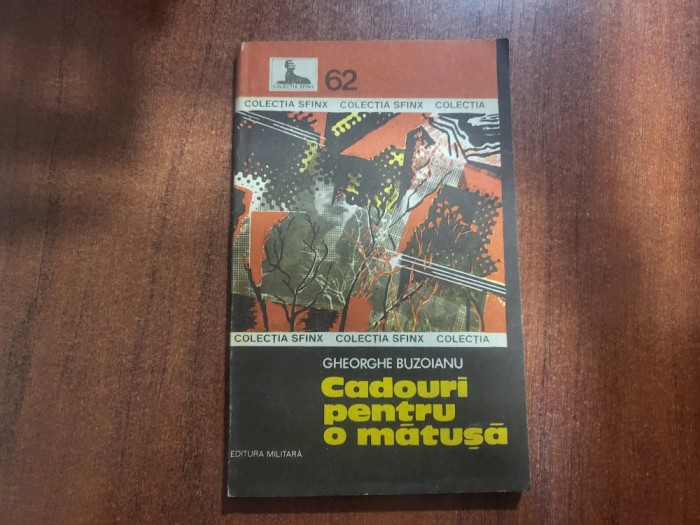 COLECȚIA SFINX
62
COLECȚIA SFINX COLECȚIA SFINX COLECȚIA
COLECȚIA SFINX COLECȚIA SFINX COLECȚIA
GHEORGHE BUZOIANU
Cadouri
pentru
o mătușă
EDITURA MILITARĂ